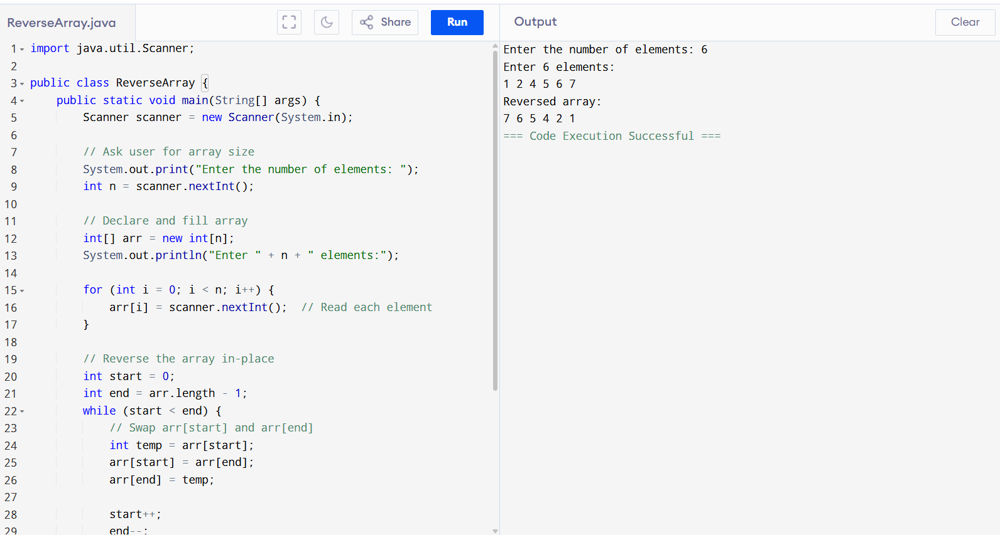 ReverseArray.java
Share
Run
Output
Clear
1 import java.util.Scanner;
2
3 public class ReverseArray {
4     public static void main(String[] args) {
5         Scanner scanner = new Scanner(System.in);
6
7         // Ask user for array size
8         System.out.print("Enter the number of elements: ");
9         int n = scanner.nextInt();
10
11         // Declare and fill array
12         int[] arr = new int[n];
13         System.out.println("Enter " + n + " elements:");
14
15         for (int i = 0; i < n; i++) {
16             arr[i] = scanner.nextInt();  // Read each element
17         }
18
19         // Reverse the array in-place
20         int start = 0;
21         int end = arr.length - 1;
22         while (start < end) {
23             // Swap arr[start] and arr[end]
24             int temp = arr[start];
25             arr[start] = arr[end];
26             arr[end] = temp;
27
28             start++;
29             end--;
Enter the number of elements: 6
Enter 6 elements:
1 2 4 5 6 7
Reversed array:
7 6 5 4 2 1
=== Code Execution Successful ===